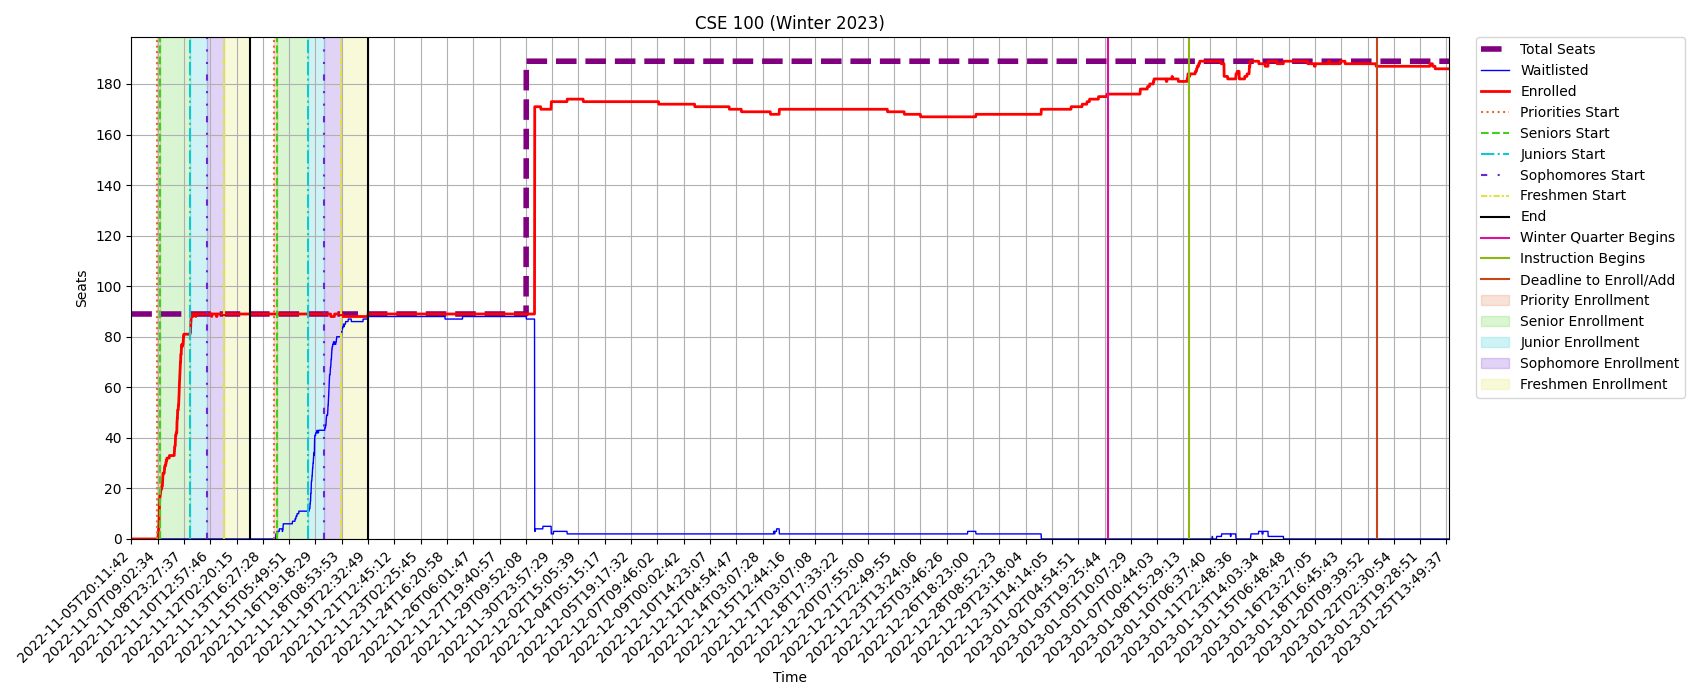 CSE 100 (Winter 2023)
Seats
180
160
140
120
100
80
60
40
20
0
2022-11-05T20:11:42
2022-11-07T09:02:34
2022-11-08T23:27:37
2022-11-10T12:57:46
2022-11-12T02:20:15
2022-11-13T16:27:28
2022-11-15T05:49:51
2022-11-16T19:18:29
2022-11-18T08:53:53
2022-11-19T22:32:49
2022-11-21T12:45:12
2022-11-23T02:25:45
2022-11-24T16:20:58
2022-11-26T06:01:47
2022-11-27T19:40:57
2022-11-29T09:52:08
2022-11-30T23:57:29
2022-12-02T15:05:39
2022-12-04T05:15:17
2022-12-05T19:17:32
2022-12-07T09:46:02
2022-12-09T00:02:42
2022-12-10T14:23:07
2022-12-12T04:54:47
2022-12-14T03:07:28
2022-12-15T12:44:16
2022-12-17T03:07:08
2022-12-18T17:33:22
2022-12-20T07:55:00
2022-12-21T22:49:55
2022-12-23T13:24:06
2022-12-25T03:46:29
2022-12-26T18:23:00
2022-12-28T08:52:23
2022-12-29T23:18:04
2022-12-31T14:14:05
2023-01-02T04:54:51
2023-01-03T19:25:44
2023-01-05T10:07:29
2023-01-07T00:44:03
2023-01-08T15:29:13
2023-01-10T06:37:40
2023-01-11T22:48:36
2023-01-13T14:03:34
2023-01-15T06:48:48
2023-01-16T23:27:05
2023-01-18T16:45:43
2023-01-20T09:39:52
2023-01-22T02:30:54
2023-01-23T19:28:51
2023-01-25T13:49:37
Time
Total Seats
Waitlisted
Enrolled
Priorities Start
Seniors Start
Juniors Start
Sophomores Start
Freshmen Start
End
Winter Quarter Begins
Instruction Begins
Deadline to Enroll/Add
Priority Enrollment
Senior Enrollment
Junior Enrollment
Sophomore Enrollment
Freshmen Enrollment